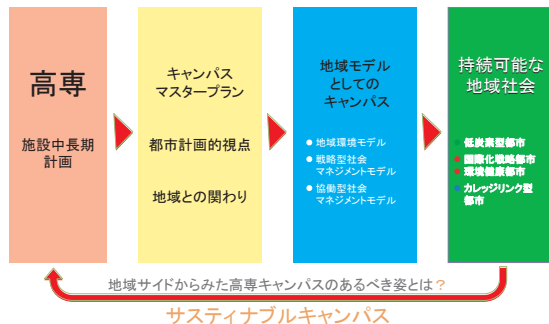 高専
施設中長期
計画
キャンパス
マスタープラン
都市計画的視点
地域との関わり
地域モデル
としての
キャンパス
● 地域環境モデル
● 戦略型社会
マネジメントモデル
● 協働型社会
マネジメントモデル
持続可能な
地域社会
● 低炭素型都市
● 国際化戦略都市
● 環境健康都市
● カレッジリンク型
都市
地域サイドからみた高専キャンパスのあるべき姿とは？
サスティナブルキャンパス